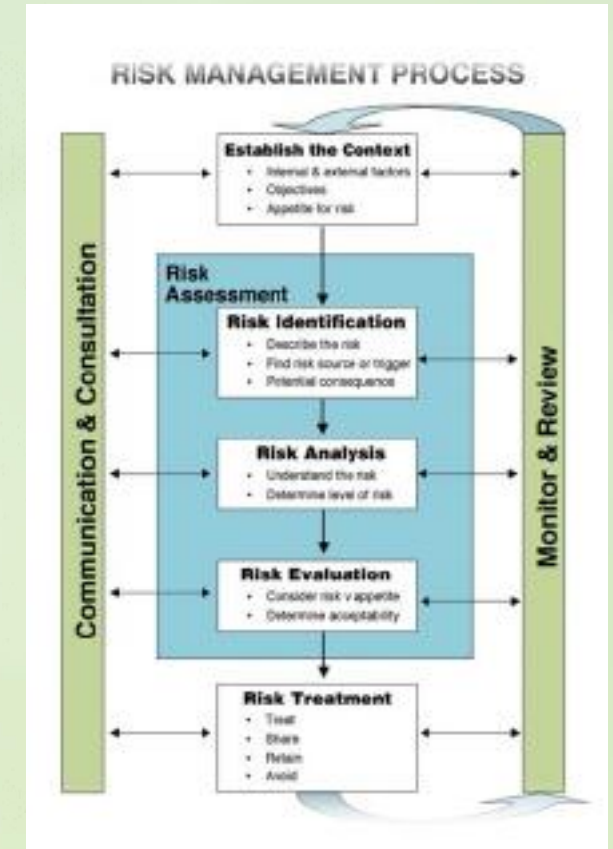 RISK MANAGEMENT PROCESS
Establish the Context
• Internal & external factors
• Objectives
• Appetite for risk
Communication & Consultation
Monitor & Review
Risk
Assessment
Risk Identification
• Describe the risk
• Find risk source or trigger
• Potential consequence
Risk Analysis
• Understand the risk
• Determine level of risk
Risk Evaluation
• Consider risk v appetite
• Determine acceptability
Risk Treatment
• Treat
• Share
• Retain
• Avoid